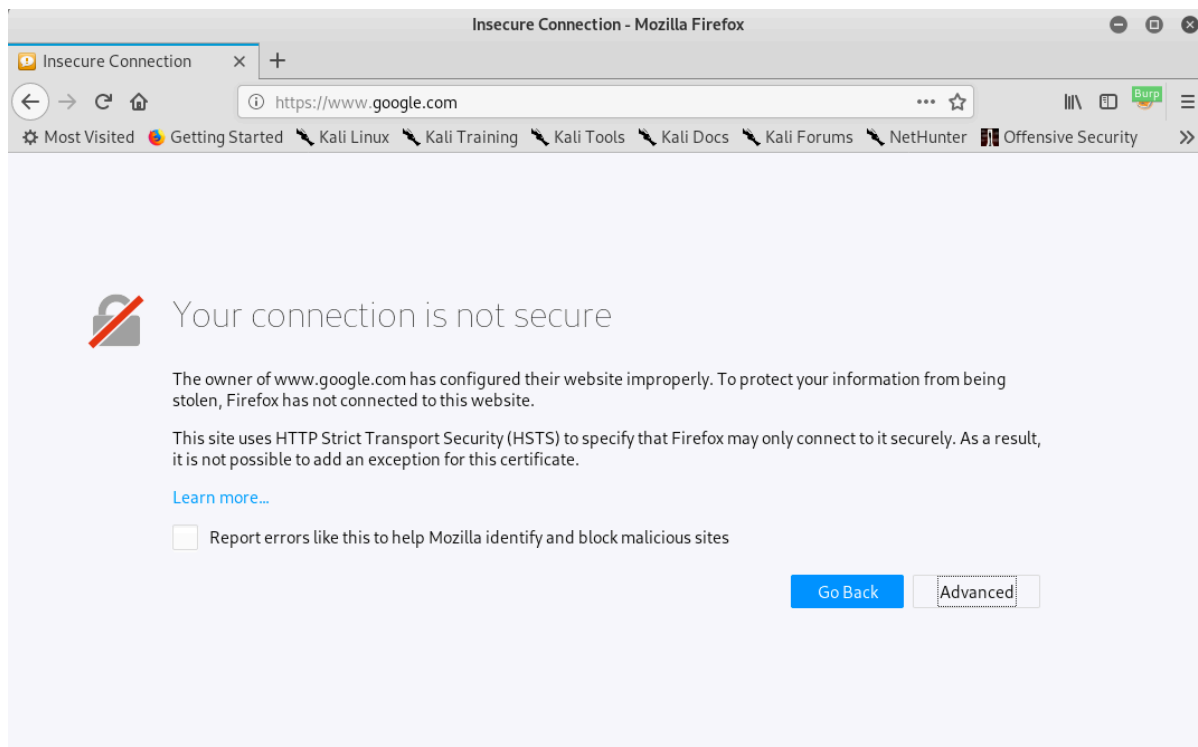 Insecure Connection - Mozilla Firefox
Insecure Connection
https://www.google.com
Burp
Most Visited Getting Started Kali Linux Kali Training Kali Tools Kali Docs Kali Forums NetHunter Offensive Security
Your connection is not secure
The owner of www.google.com has configured their website improperly. To protect your information from being
stolen, Firefox has not connected to this website.
This site uses HTTP Strict Transport Security (HSTS) to specify that Firefox may only connect to it securely. As a result,
it is not possible to add an exception for this certificate.
Learn more...
Report errors like this to help Mozilla identify and block malicious sites
Go Back Advanced